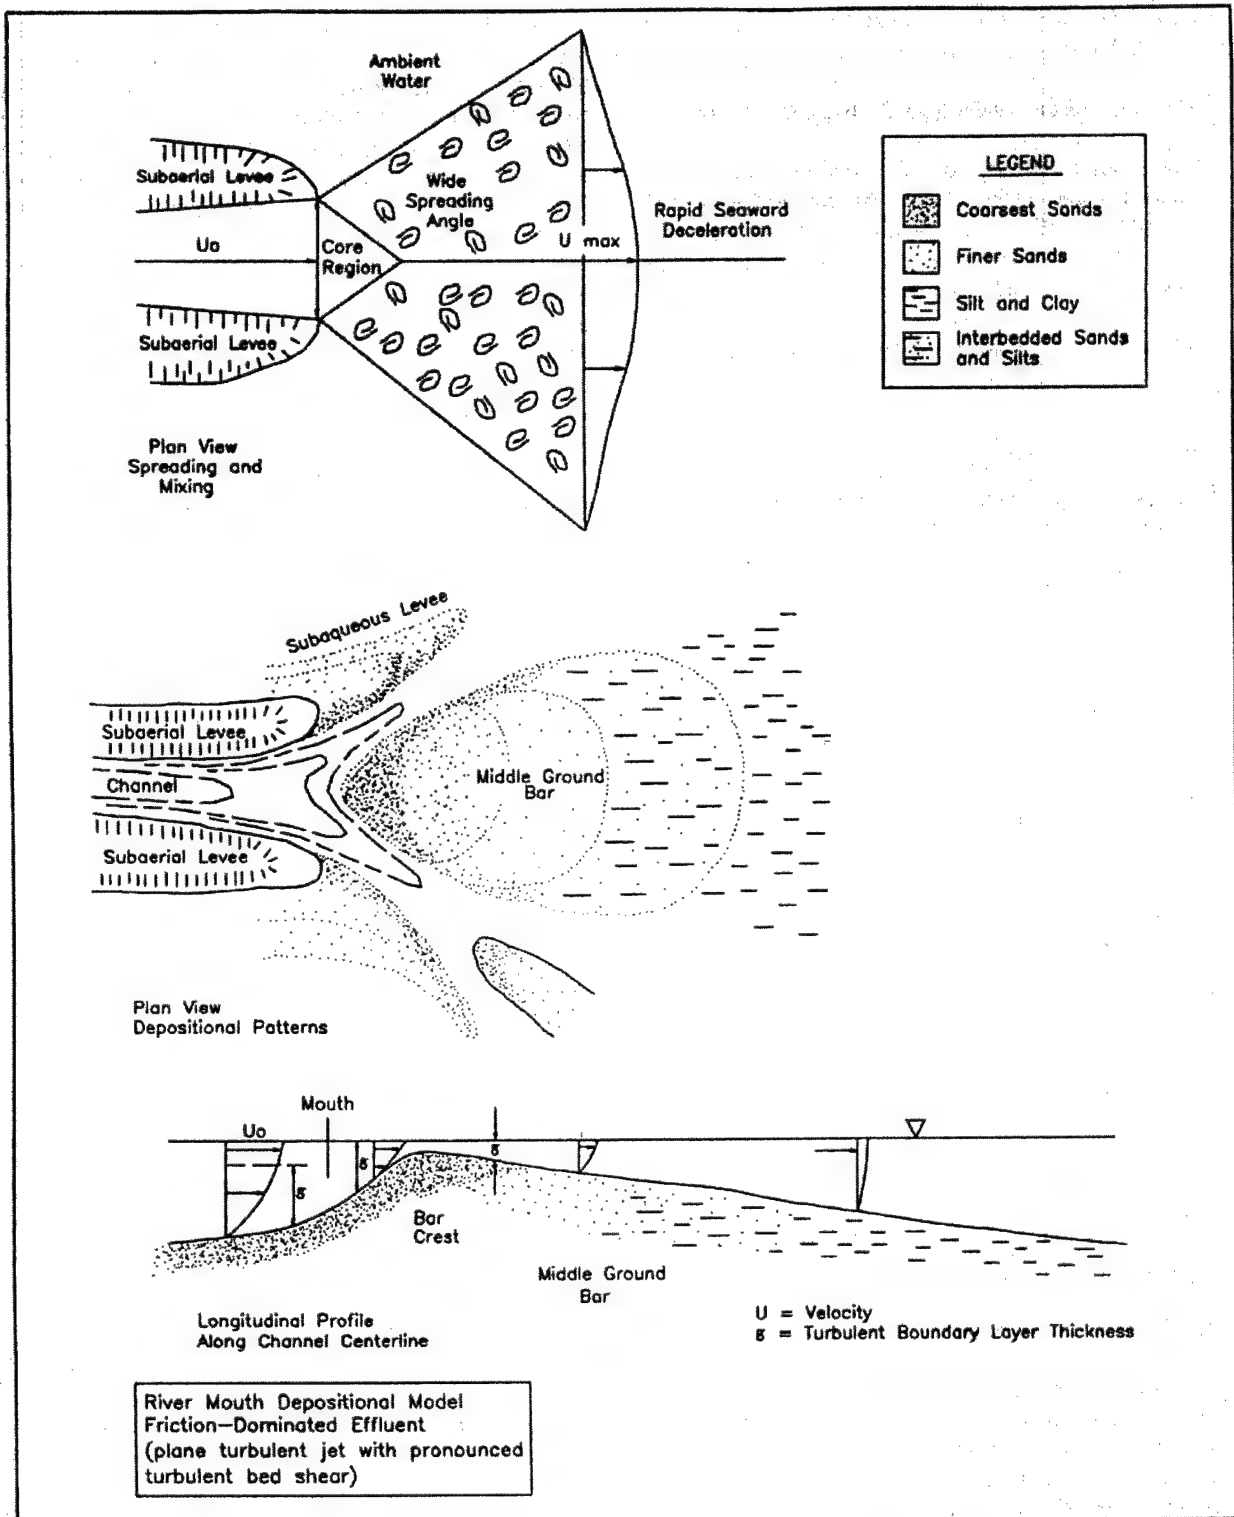 Ambient
Water
Subaerial Levee
Wide
Spreading
Angle
Uo
Core
Region
U max
Rapid Seaward
Deceleration
Subaerial Levee
Plan View
Spreading and
Mixing
LEGEND
Coarsest Sands
Finer Sands
Silt and Clay
Interbedded Sands
and Silts
Subaqueous Levee
Subaerial Levee
Channel
Middle Ground
Bar
Subaerial Levee
Plan View
Depositional Patterns
Mouth
Uo
Bar
Crest
Middle Ground
Bar
Longitudinal Profile
Along Channel Centerline
U = Velocity
ƍ = Turbulent Boundary Layer Thickness
River Mouth Depositional Model
Friction-Dominated Effluent
(plane turbulent jet with pronounced
turbulent bed shear)